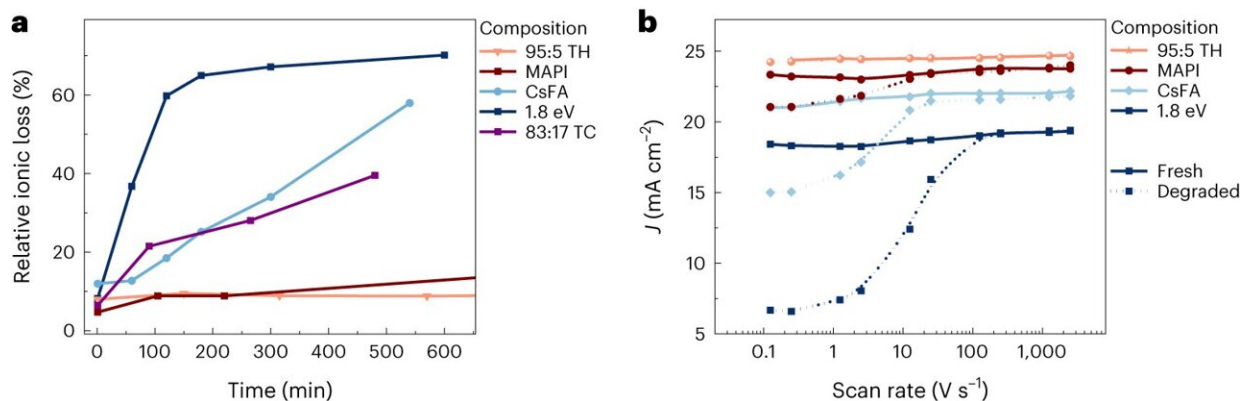 a
Composition
95:5 TH
MAPI
CsFA
1.8 eV
83:17 TC
Relative ionic loss (%)
60
40
20
0
0 100 200 300 400 500 600
Time (min)
b
Composition
95:5 TH
MAPI
CsFA
1.8 eV
Fresh
Degraded
J (mA cm⁻²)
25
20
15
10
5
0.1 1 10 100 1,000
Scan rate (V s⁻¹)